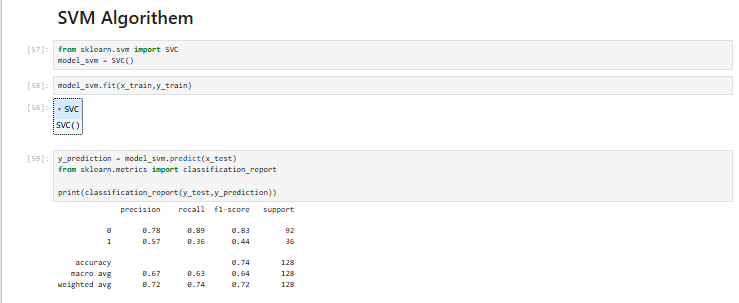 SVM Algorithem
[57]: from sklearn.svm import SVC
model_svm = SVC()
[58]: model_svm.fit(x_train,y_train)
[58]: ▾ SVC
SVC()
[59]: y_prediction = model_svm.predict(x_test)
from sklearn.metrics import classification_report
print(classification_report(y_test,y_prediction))
precision recall f1-score support
0 0.78 0.89 0.83 92
1 0.57 0.36 0.44 36
accuracy 0.74 128
macro avg 0.67 0.63 0.64 128
weighted avg 0.72 0.74 0.72 128